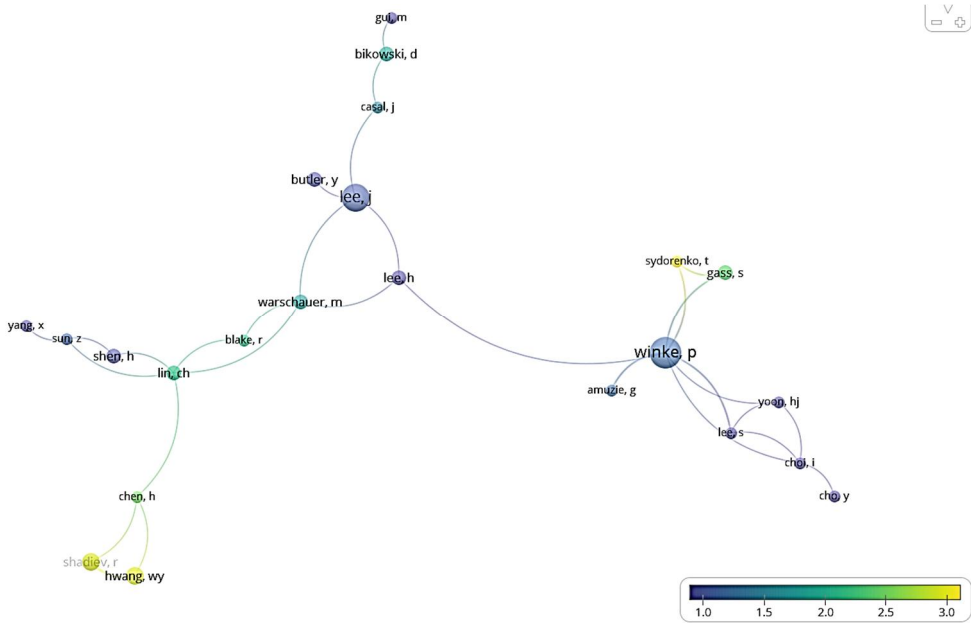 gui, m
bikowski, d
casal, j
butler, y
lee, j
sydorenko, t
gass, s
lee, h
warschauer, m
yang, x
sun, z
blake, r
shen, h
winke, p
lin, ch
amuzie, g
yoon, hj
lee, s
choi, i
chen, h
cho, y
shadiev, r
hwang, wy
1.0 1.5 2.0 2.5 3.0